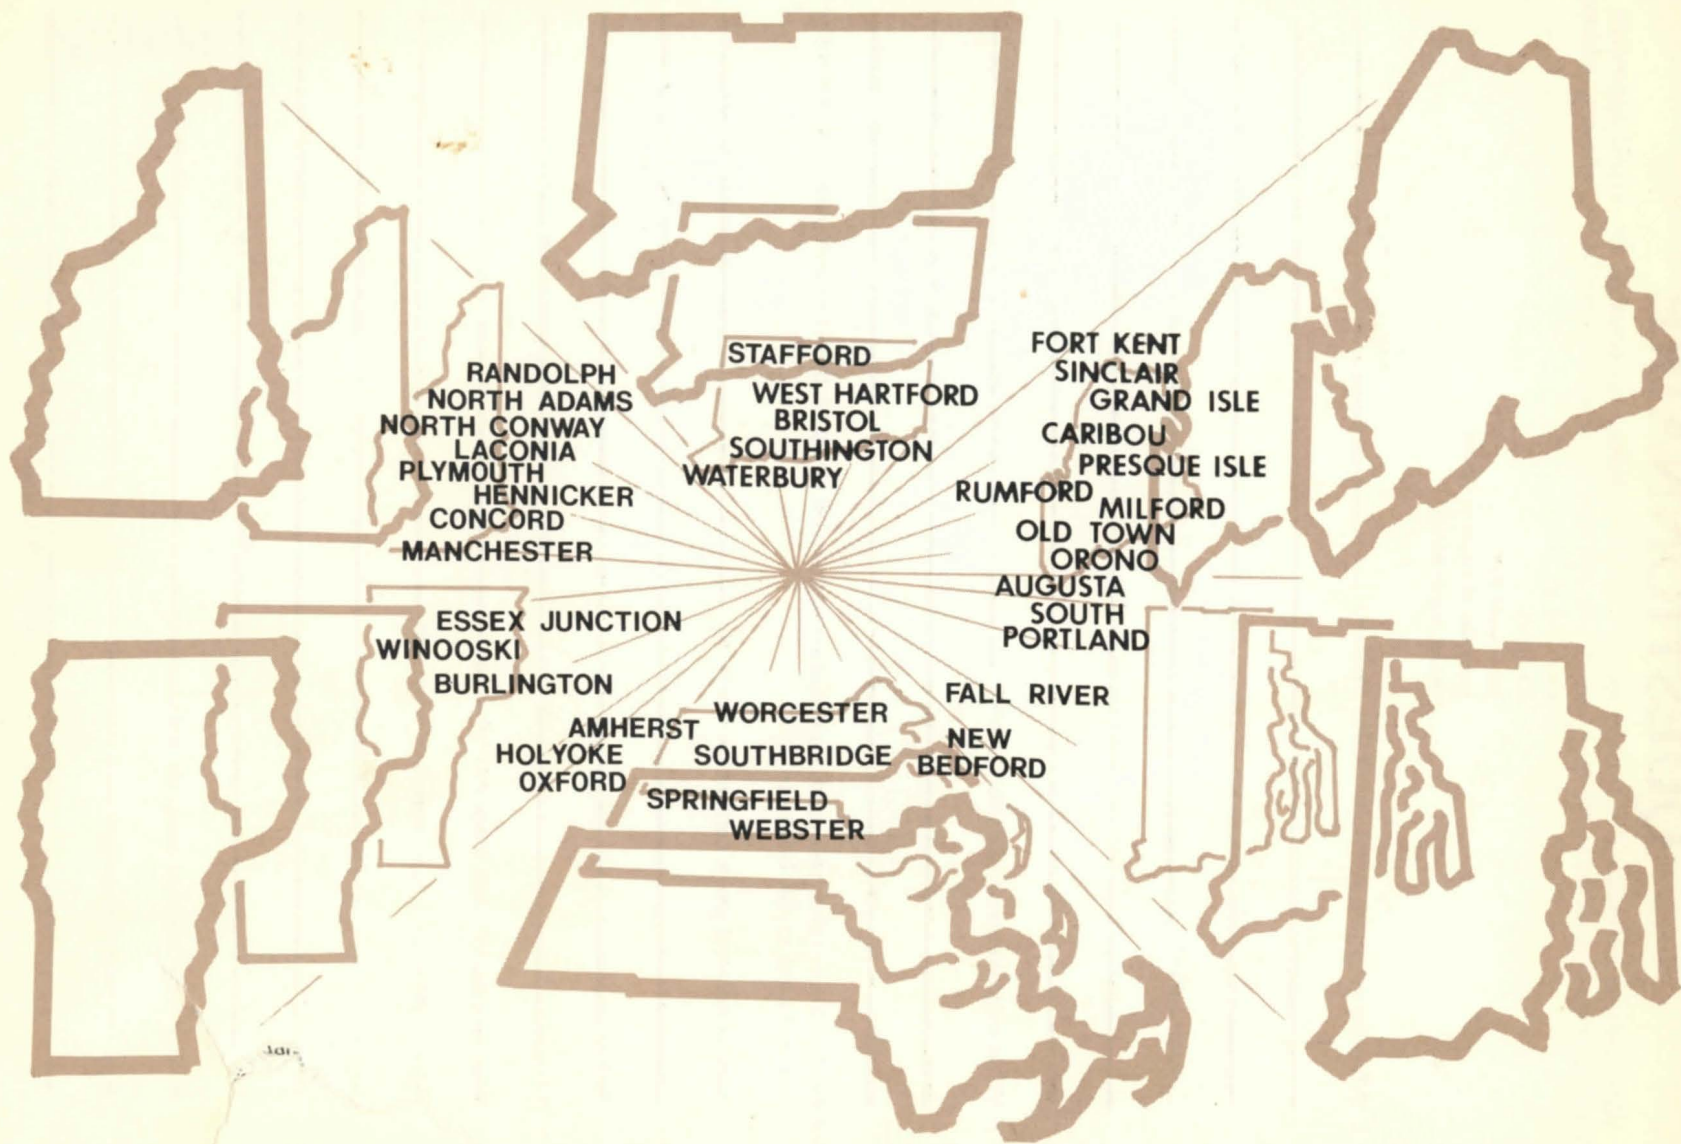 STAFFORD
WEST HARTFORD
BRISTOL
SOUTHINGTON
WATERBURY
RANDOLPH
NORTH ADAMS
NORTH CONWAY
LACONIA
PLYMOUTH
HENNICKER
CONCORD
MANCHESTER
FORT KENT
SINCLAIR
GRAND ISLE
CARIBOU
PRESQUE ISLE
RUMFORD
MILFORD
OLD TOWN
ORONO
AUGUSTA
SOUTH
PORTLAND
ESSEX JUNCTION
WINOOSKI
BURLINGTON
AMHERST
HOLYOKE
OXFORD
WORCESTER
SOUTHBRIDGE
SPRINGFIELD
WEBSTER
FALL RIVER
NEW
BEDFORD